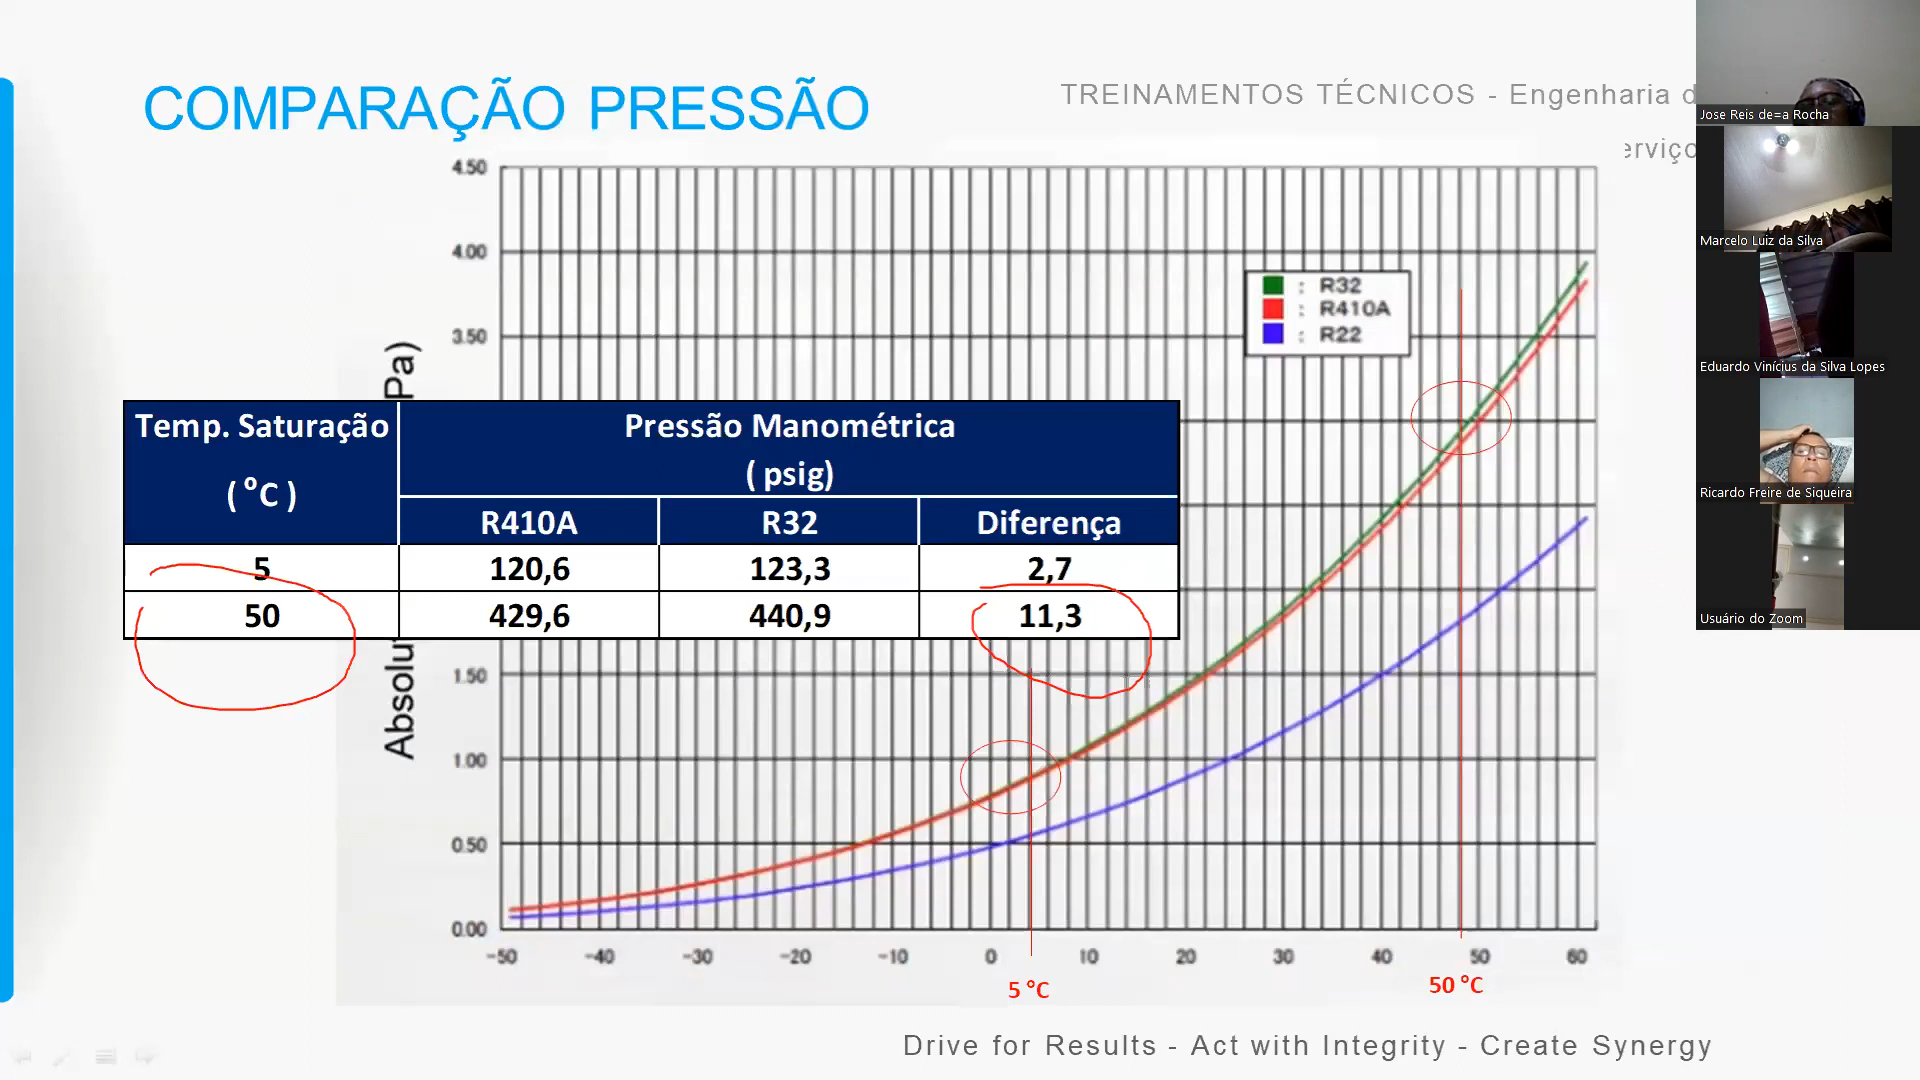 COMPARAÇÃO PRESSÃO
TREINAMENTOS TÉCNICOS - Engenharia d
erviço
4.50
4.00
3.50
: R32
: R410A
: R22
Pa)
Absolu
Temp. Saturação
(°C)
Pressão Manométrica
( psig)
R410A R32 Diferença
5 120,6 123,3 2,7
50 429,6 440,9 11,3
1.50
1.00
0.50
0.00
-50 -40 -30 -20 -10 0 10 20 30 40 50 60
5 °C
50 °C
Drive for Results - Act with Integrity - Create Synergy
Jose Reis de=a Rocha
Marcelo Luiz da Silva
Eduardo Vinícius da Silva Lopes
Ricardo Freire de Siqueira
Usuário do Zoom